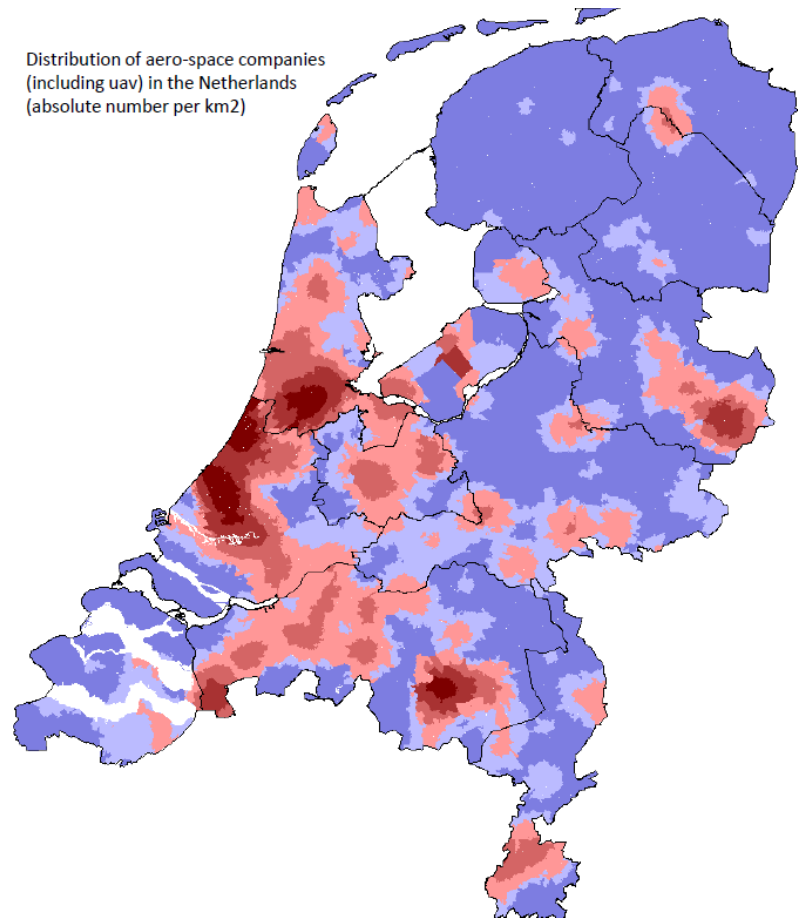 Distribution of aero-space companies
(including uav) in the Netherlands
(absolute number per km2)